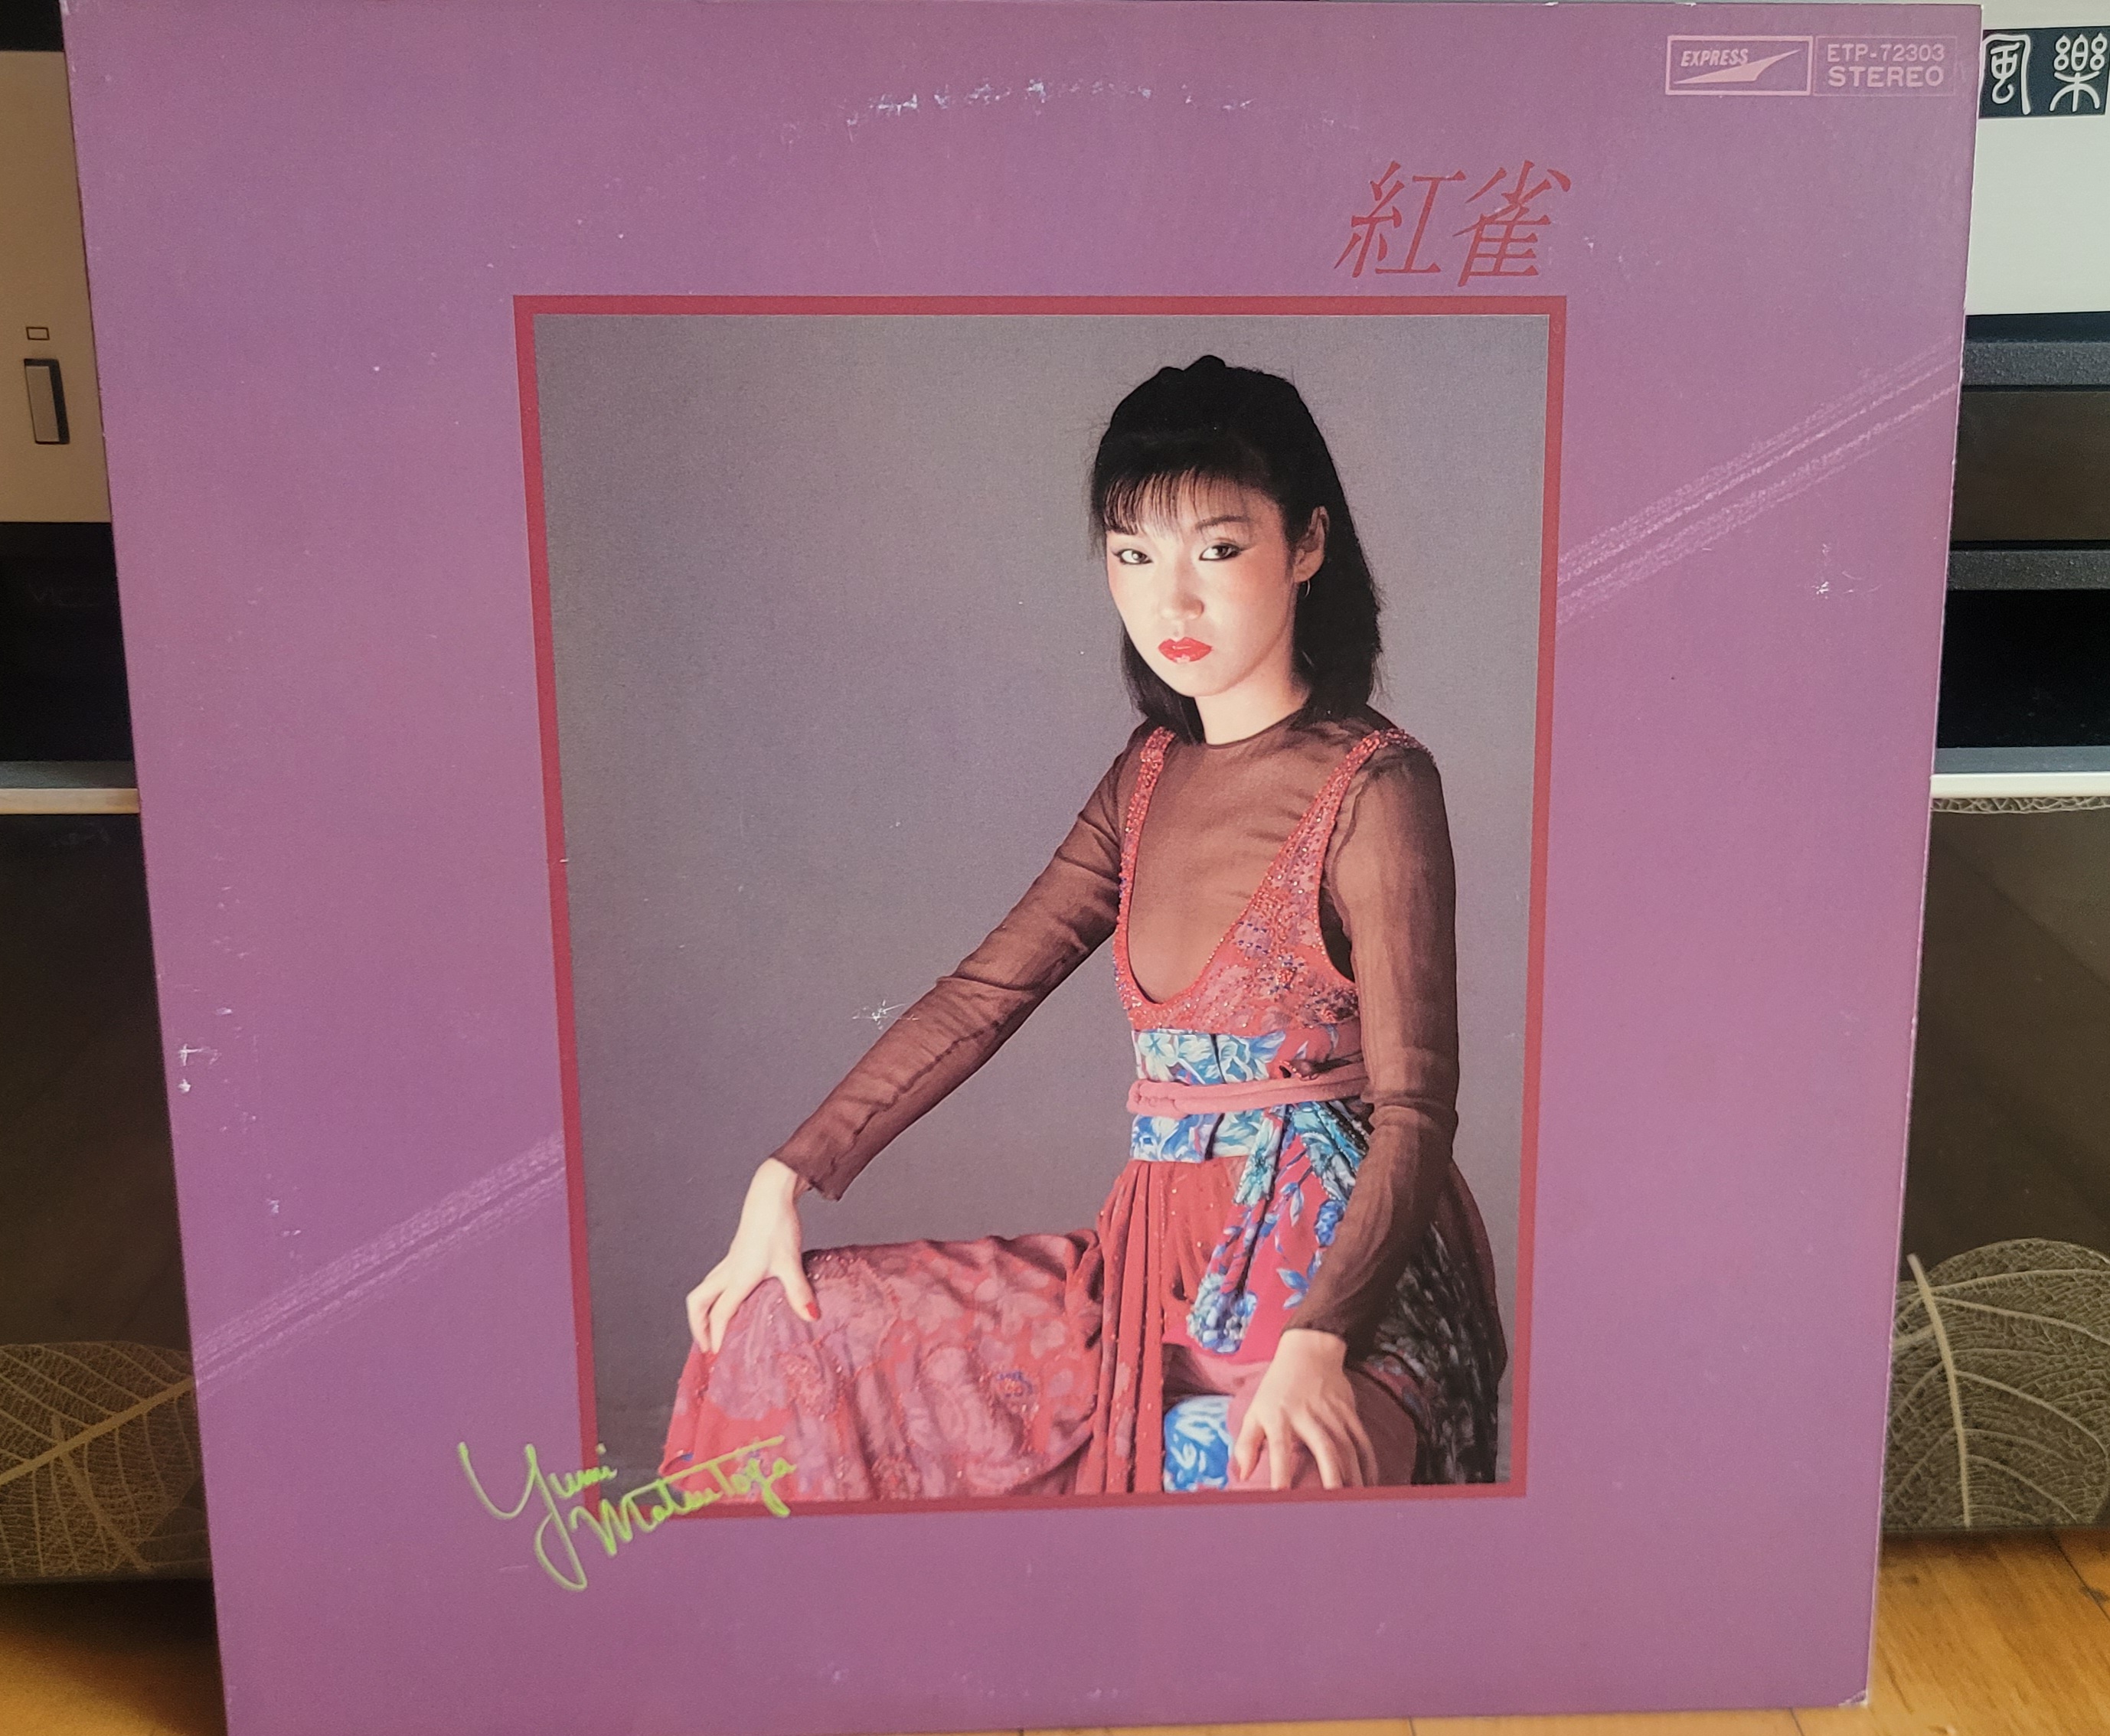 EXPRESS
ETP-72303
STEREO
風樂
紅雀
Yumi
Matsutoya